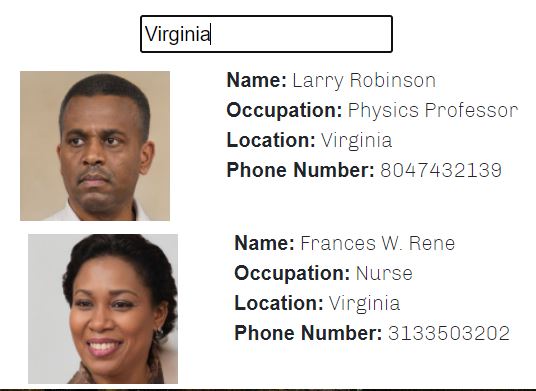 Virginia
Name: Larry Robinson
Occupation: Physics Professor
Location: Virginia
Phone Number: 8047432139
Name: Frances W. Rene
Occupation: Nurse
Location: Virginia
Phone Number: 3133503202